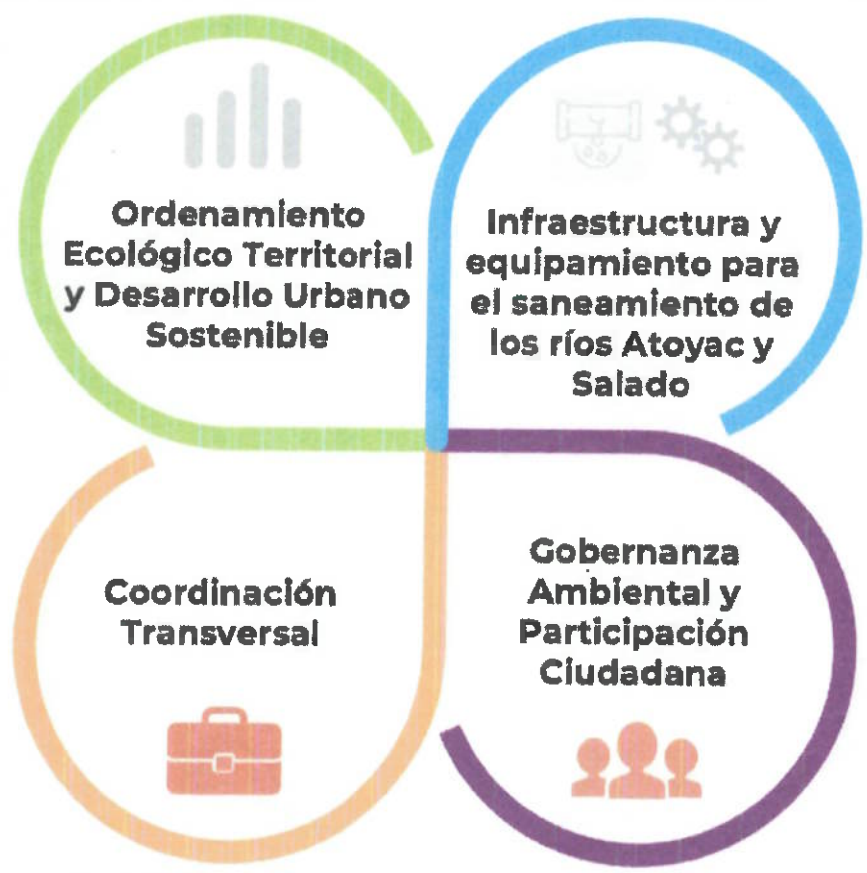 Ordenamiento
Ecológico Territorial
y Desarrollo Urbano
Sostenible
Infraestructura y
equipamiento para
el saneamiento de
los ríos Atoyac y
Salado
Coordinación
Transversal
Gobernanza
Ambiental y
Participación
Ciudadana